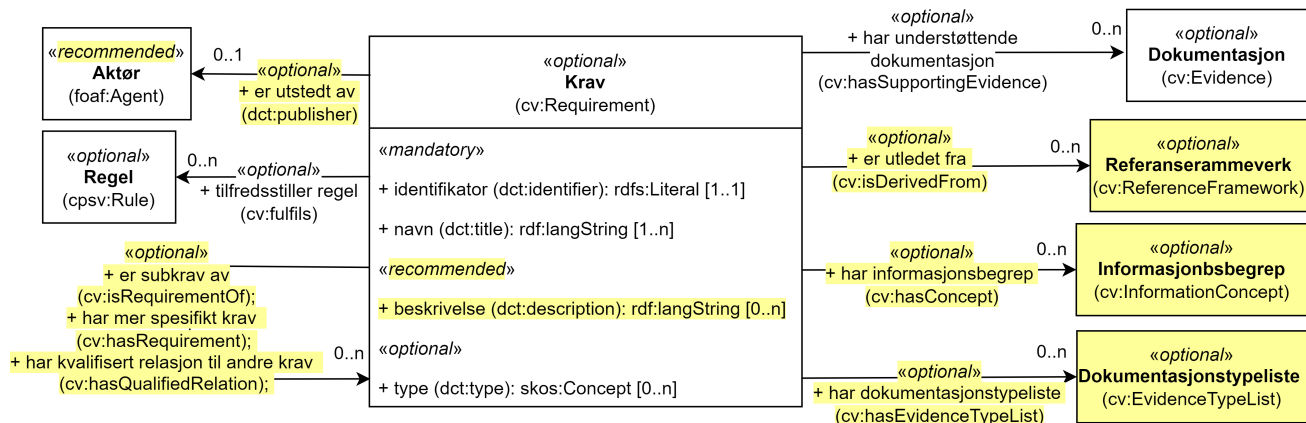 «recommended»
Aktør
(foaf:Agent)
0..1
«optional»
+ er utstedt av
(dct:publisher)
«optional»
Regel
(cpsv:Rule)
0..n
«optional»
+ tilfredsstiller regel
(cv:fulfils)
«optional»
+ er subkrav av
(cv:isRequirementOf);
+ har mer spesifikt krav
(cv:hasRequirement);
+ har kvalifisert relasjon til andre krav
(cv:hasQualifiedRelation);
0..n
«optional»
Krav
(cv:Requirement)
«mandatory»
+ identifikator (dct:identifier): rdfs:Literal [1..1]
+ navn (dct:title): rdf:langString [1..n]
«recommended»
+ beskrivelse (dct:description): rdf:langString [0..n]
«optional»
+ type (dct:type): skos:Concept [0..n]
«optional»
+ har understøttende
dokumentasjon
(cv:hasSupportingEvidence)
0..n
«optional»
Dokumentasjon
(cv:Evidence)
«optional»
+ er utledet fra
(cv:isDerivedFrom)
0..n
«optional»
Referanserammeverk
(cv:ReferenceFramework)
«optional»
+ har informasjonsbegrep
(cv:hasConcept)
0..n
«optional»
Informasjonbsbegrep
(cv:InformationConcept)
«optional»
+ har dokumentasjonstypeliste
(cv:hasEvidenceTypeList)
0..n
«optional»
Dokumentasjonstypeliste
(cv:EvidenceTypeList)